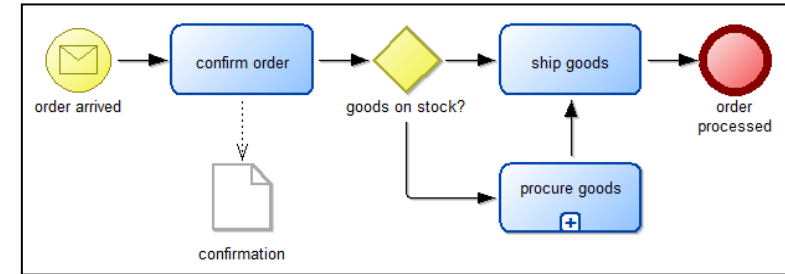 confirm order
ship goods
order arrived
goods on stock?
order
processed
procure goods
confirmation